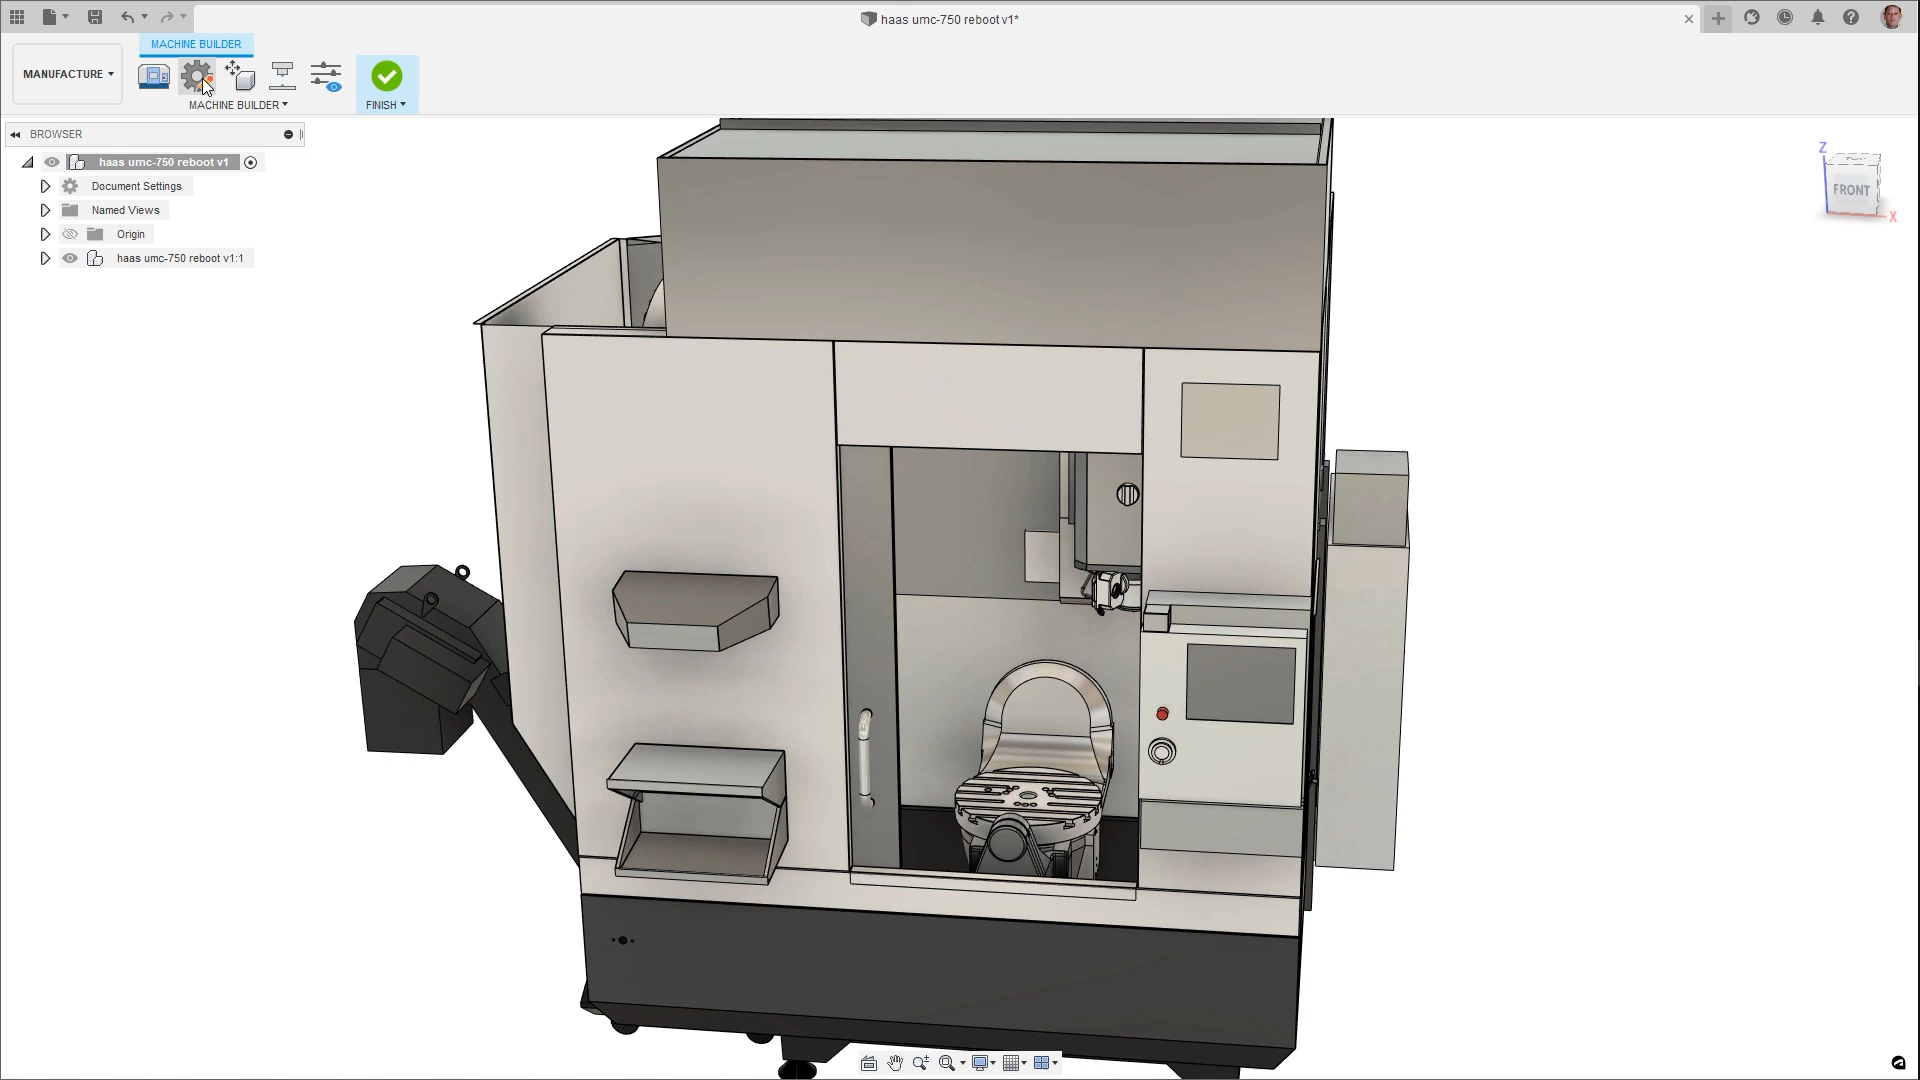 haas umc-750 reboot v1*
MACHINE BUILDER
MANUFACTURE
MACHINE BUILDER
FINISH
BROWSER
haas umc-750 reboot v1
Document Settings
Named Views
Origin
haas umc-750 reboot v1:1
Z
TOP
FRONT
X